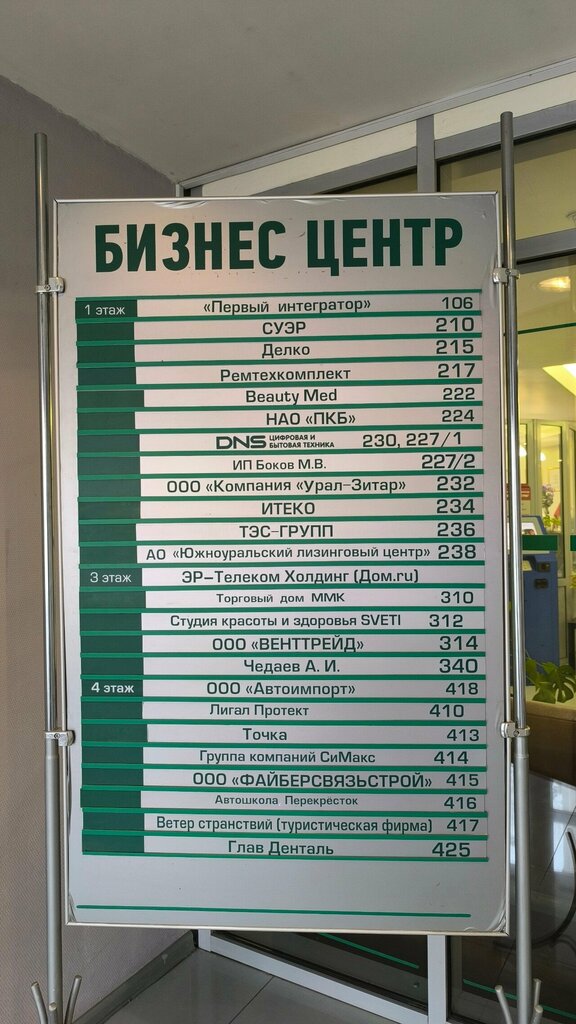 БИЗНЕС ЦЕНТР
1 этаж «Первый интегратор» 106
СУЭР 210
Делко 215
Ремтехкомплект 217
Beauty Med 222
НАО «ПКБ» 224
DNS ЦИФРОВАЯ И БЫТОВАЯ ТЕХНИКА 230, 227/1
ИП Боков М.В. 227/2
ООО «Компания «Урал-Зитар» 232
ИТЕКО 234
ТЭС-ГРУПП 236
АО «Южноуральский лизинговый центр» 238
3 этаж ЭР-Телеком Холдинг (Дом.ru)
Торговый дом ММК 310
Студия красоты и здоровья SVETI 312
ООО «ВЕНТТРЕЙД» 314
Чедаев А. И. 340
4 этаж ООО «Автоимпорт» 418
Лигал Протект 410
Точка 413
Группа компаний СиМакс 414
ООО «ФАЙБЕРСВЯЗЬСТРОЙ» 415
Автошкола Перекресток 416
Ветер странствий (туристическая фирма) 417
Глав Денталь 425